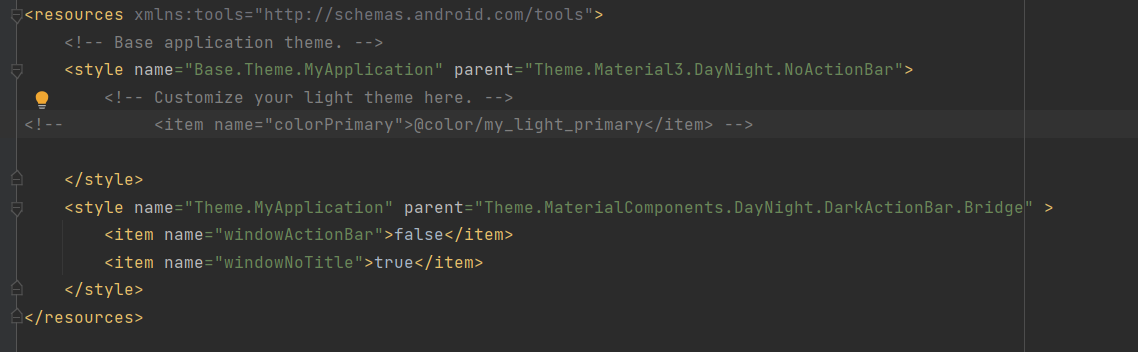 <resources xmlns:tools="http://schemas.android.com/tools">
<!-- Base application theme. -->
<style name="Base.Theme.MyApplication" parent="Theme.Material3.DayNight.NoActionBar">
<!-- Customize your light theme here. -->
<!--         <item name="colorPrimary">@color/my_light_primary</item> -->
</style>
<style name="Theme.MyApplication" parent="Theme.MaterialComponents.DayNight.DarkActionBar.Bridge" >
<item name="windowActionBar">false</item>
<item name="windowNoTitle">true</item>
</style>
</resources>